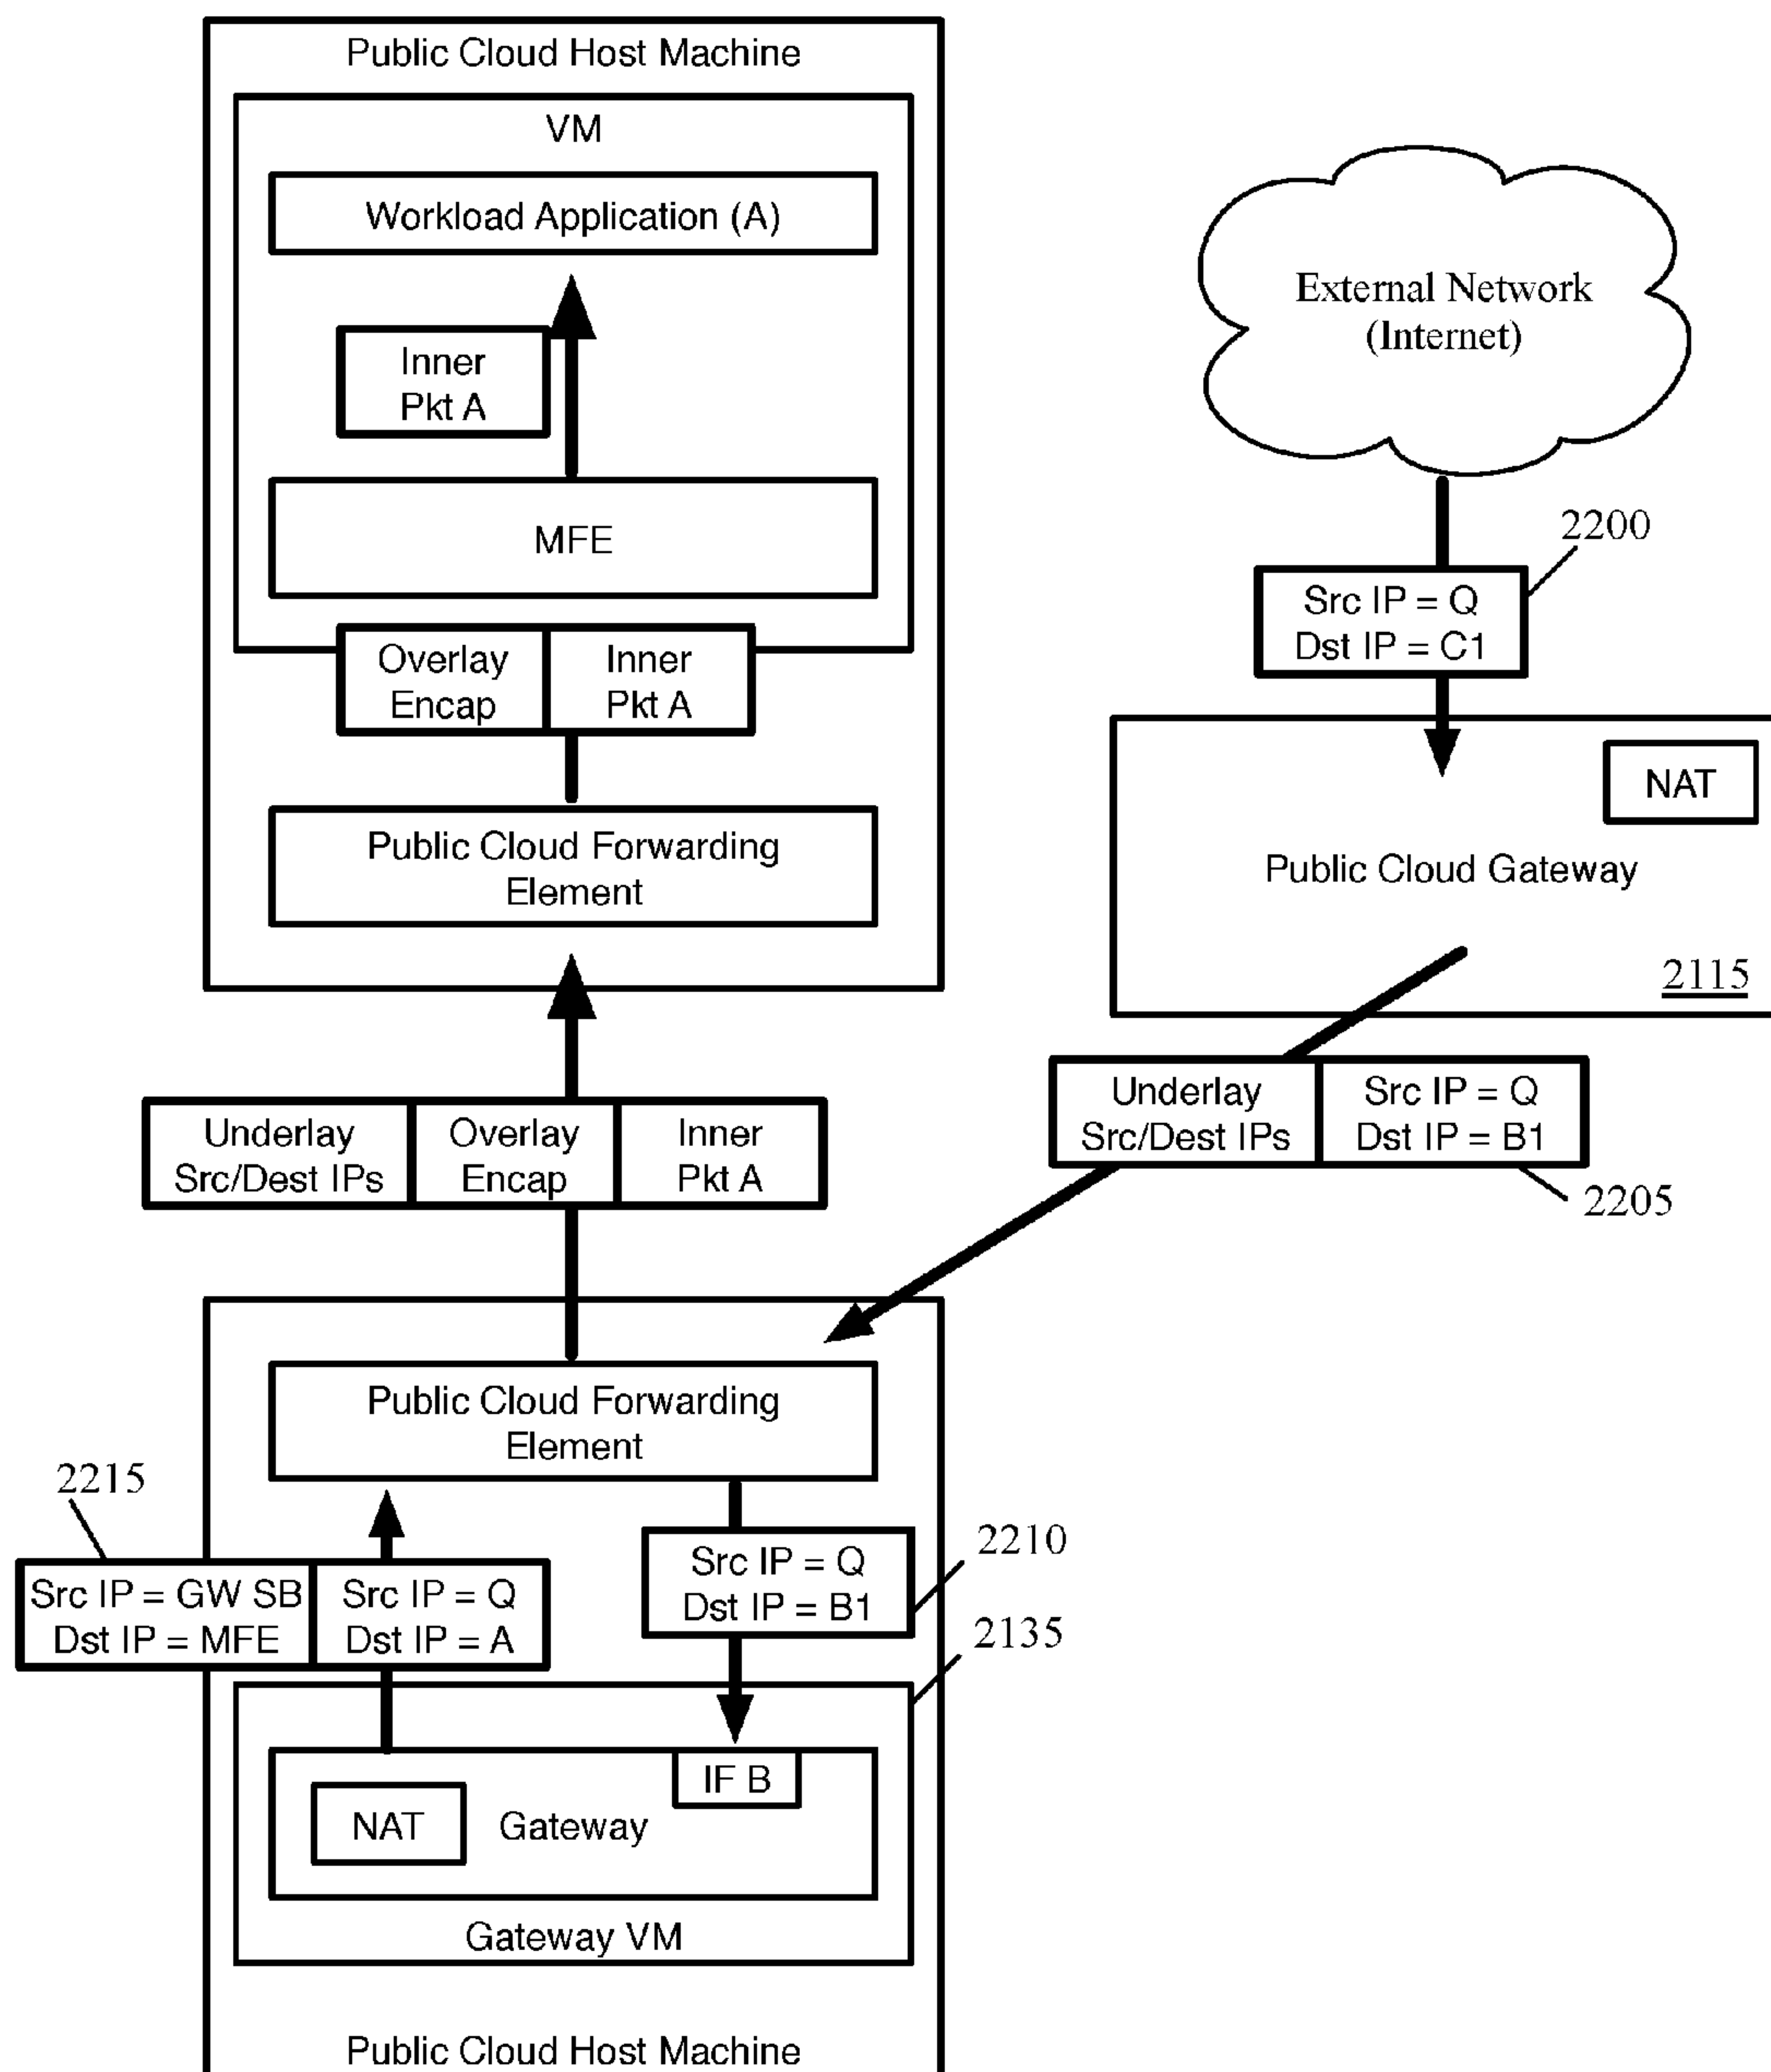 Public Cloud Host Machine
VM
Workload Application (A)
Inner
Pkt A
MFE
Overlay
Encap
Inner
Pkt A
Public Cloud Forwarding
Element
External Network
(Internet)
2200
Src IP = Q
Dst IP = C1
NAT
Public Cloud Gateway
2115
Underlay
Src/Dest IPs
Src IP = Q
Dst IP = B1
2205
Underlay
Src/Dest IPs
Overlay
Encap
Inner
Pkt A
Public Cloud Forwarding
Element
2215
Src IP = GW SB
Dst IP = MFE
Src IP = Q
Dst IP = A
Src IP = Q
Dst IP = B1
2210
2135
IF B
NAT
Gateway
Gateway VM
Public Cloud Host Machine